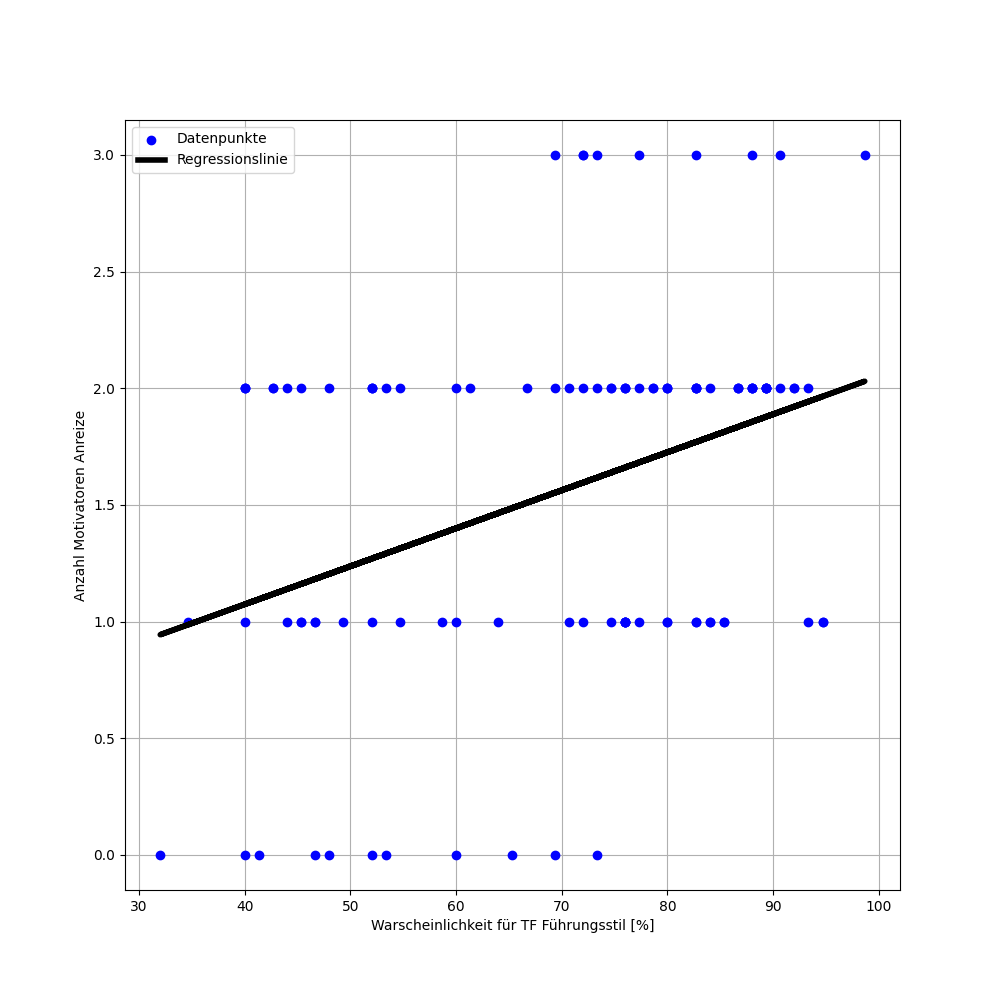 Datenpunkte
Regressionslinie
3.0
2.5
2.0
1.5
1.0
0.5
0.0
Anzahl Motivatoren Anreize
30 40 50 60 70 80 90 100
Warscheinlichkeit für TF Führungsstil [%]